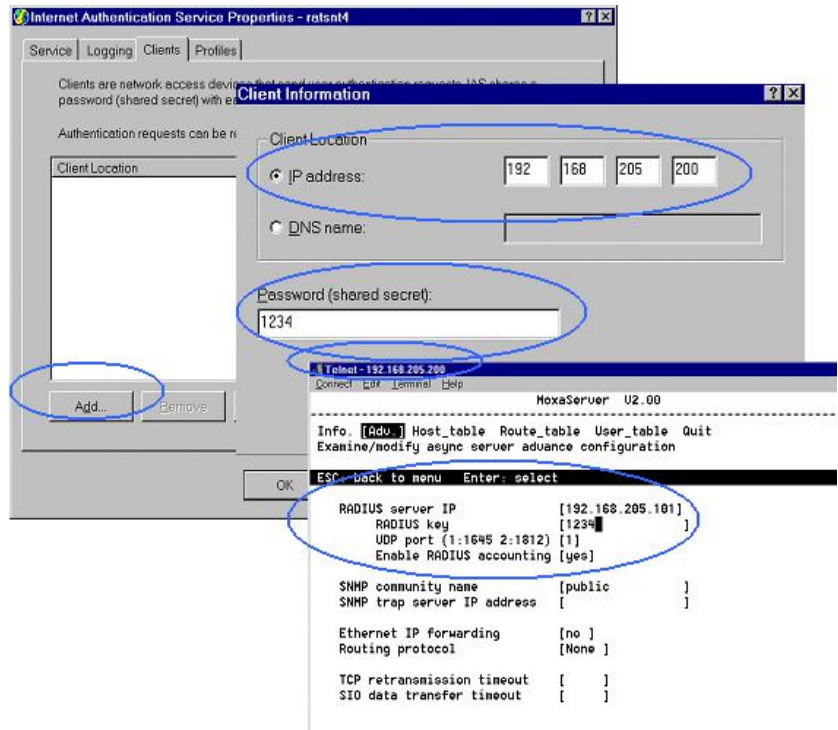 Internet Authentication Service Properties - ratsnt4
Service Logging Clients Profiles
Clients are network access devices that send user authentication requests. IAS shares a
password (shared secret) with
Authentication requests can be
Client Location
Add...
Remove
OK
Client Information
Client Location
IP address: 192 168 205 200
DNS name:
Password (shared secret):
1234
Telnet - 192.168.205.200
Connect Edit Terminal Help
MoxaServer V2.00
Info. [Adv.] Host_table Route_table User_table Quit
Examine/modify async server advance configuration
ESC: back to menu Enter: select
RADIUS server IP [192.168.205.101]
RADIUS key [1234 ]
UDP port (1:1645 2:1812) [1]
Enable RADIUS accounting [yes]
SNMP community name [public ]
SNMP trap server IP address [ ]
Ethernet IP forwarding [no ]
Routing protocol [None ]
TCP retransmission timeout [ ]
SIO data transfer timeout [ ]